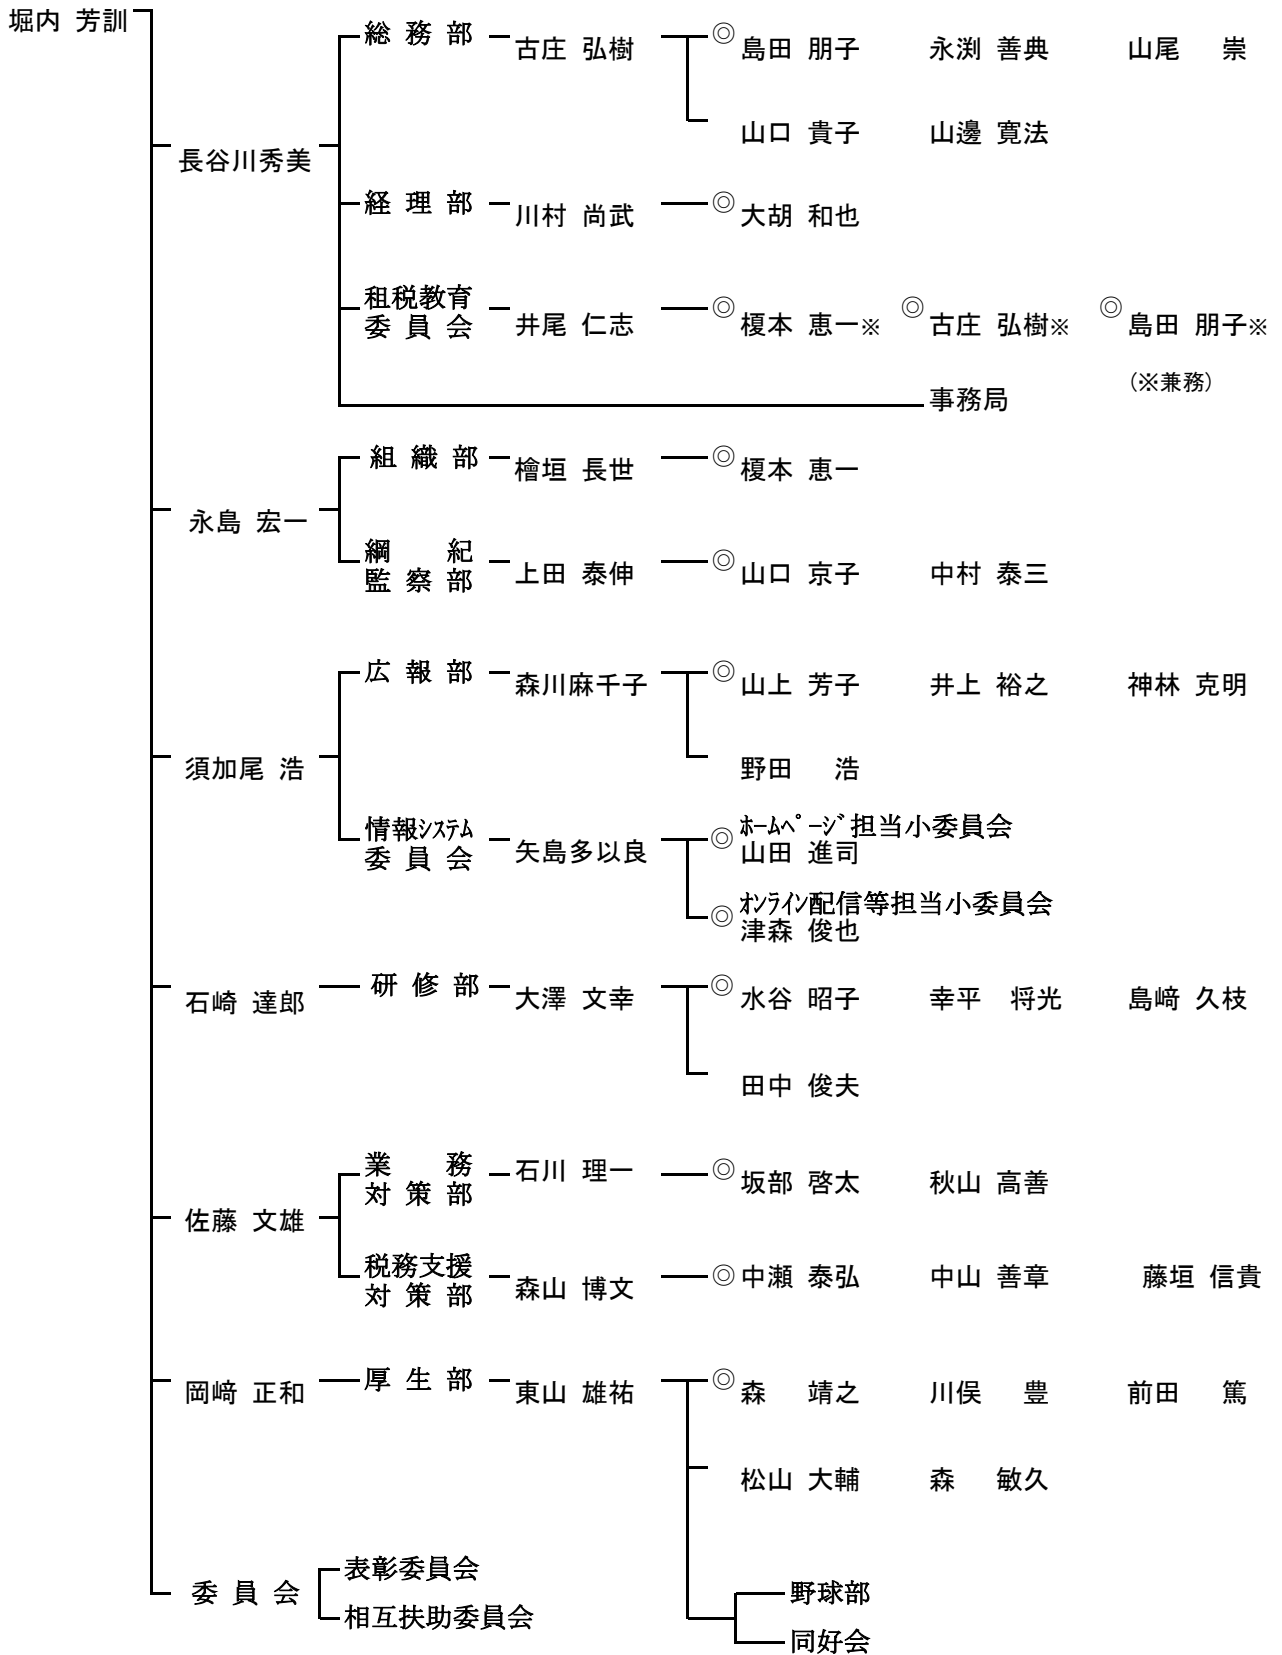 堀内 芳訓
総 務 部 古庄 弘樹 ◎ 島田 朋子 永渕 善典 山尾 崇
山口 貴子 山邊 寛法
長谷川秀美
経 理 部 川村 尚武 ◎ 大胡 和也
租税教育
委 員 会 井尾 仁志 ◎ 榎本 恵一※ ◎ 古庄 弘樹※ ◎ 島田 朋子※
(※兼務)
事務局
組 織 部 檜垣 長世 ◎ 榎本 恵一
永島 宏一
綱 紀
監 察 部 上田 泰伸 ◎ 山口 京子 中村 泰三
広 報 部 森川麻千子 ◎ 山上 芳子 井上 裕之 神林 克明
須加尾 浩 野田 浩
情報システム
委 員 会 矢島多以良 ◎ ホームページ担当小委員会
山田 進司
◎ オンライン配信等担当小委員会
津森 俊也
石崎 達郎 研 修 部 大澤 文幸 ◎ 水谷 昭子 幸平 将光 島﨑 久枝
田中 俊夫
業 務
対 策 部 石川 理一 ◎ 坂部 啓太 秋山 高善
佐藤 文雄
税務支援
対 策 部 森山 博文 ◎ 中瀬 泰弘 中山 善章 藤垣 信貴
岡﨑 正和 厚 生 部 東山 雄祐 ◎ 森 靖之 川俣 豊 前田 篤
松山 大輔 森 敏久
委 員 会 表彰委員会
相互扶助委員会
野球部
同好会